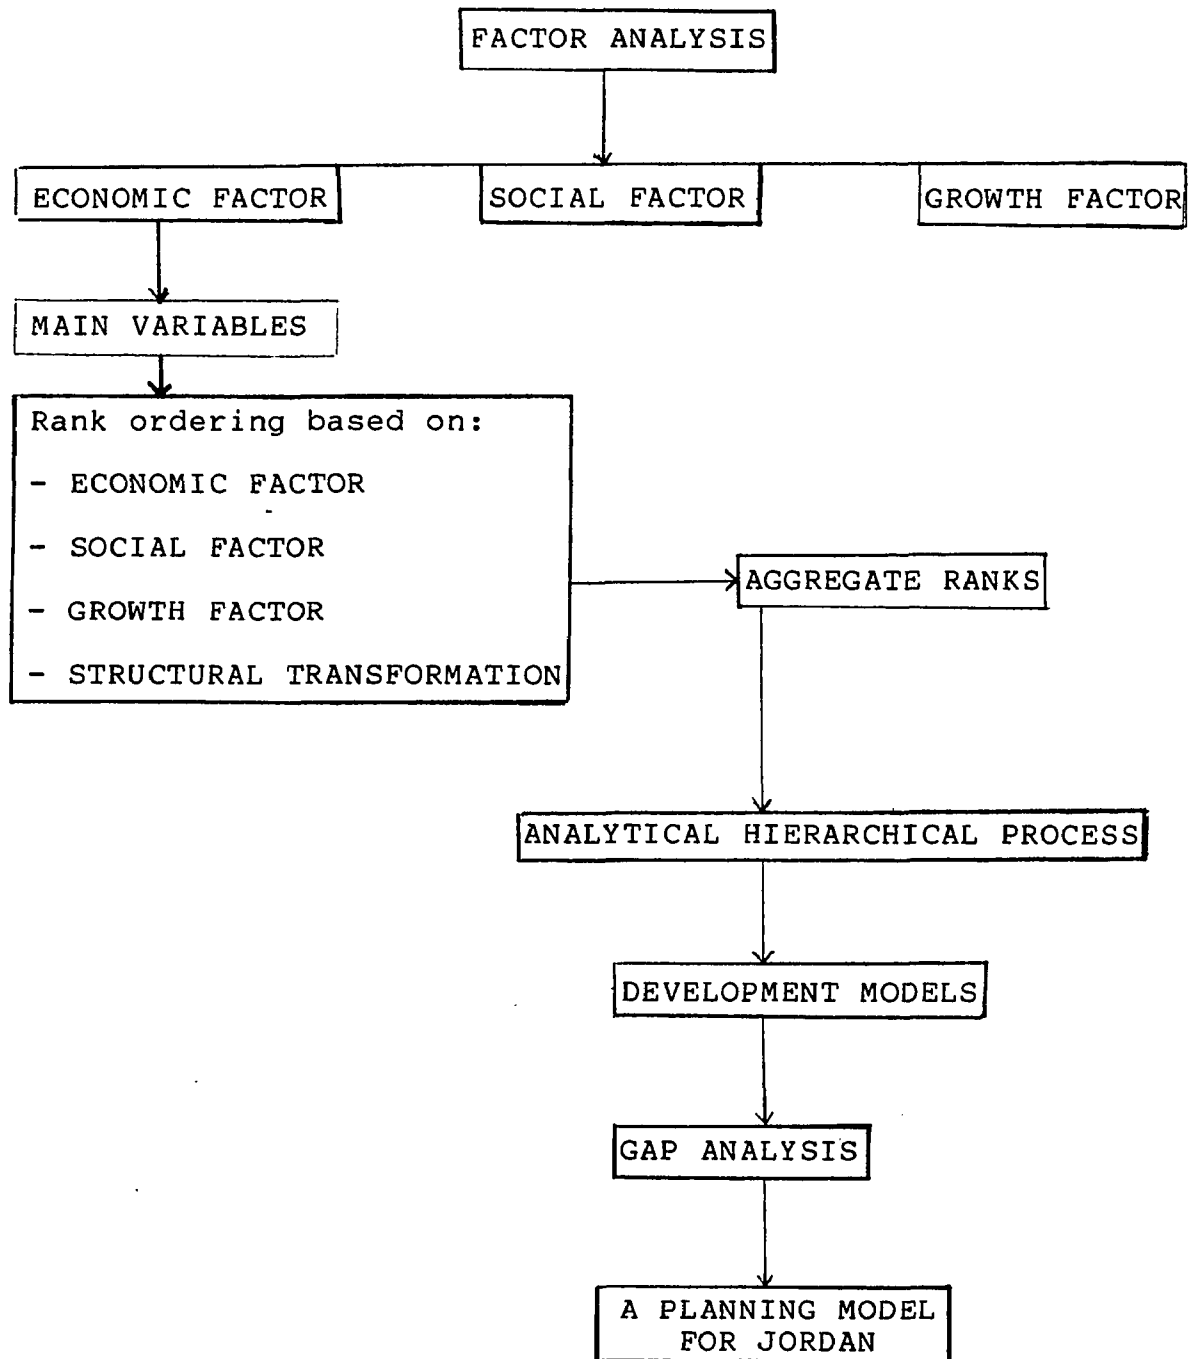 FACTOR ANALYSIS
ECONOMIC FACTOR
SOCIAL FACTOR
GROWTH FACTOR
MAIN VARIABLES
Rank ordering based on:
- ECONOMIC FACTOR
- SOCIAL FACTOR
- GROWTH FACTOR
- STRUCTURAL TRANSFORMATION
AGGREGATE RANKS
ANALYTICAL HIERARCHICAL PROCESS
DEVELOPMENT MODELS
GAP ANALYSIS
A PLANNING MODEL
FOR JORDAN